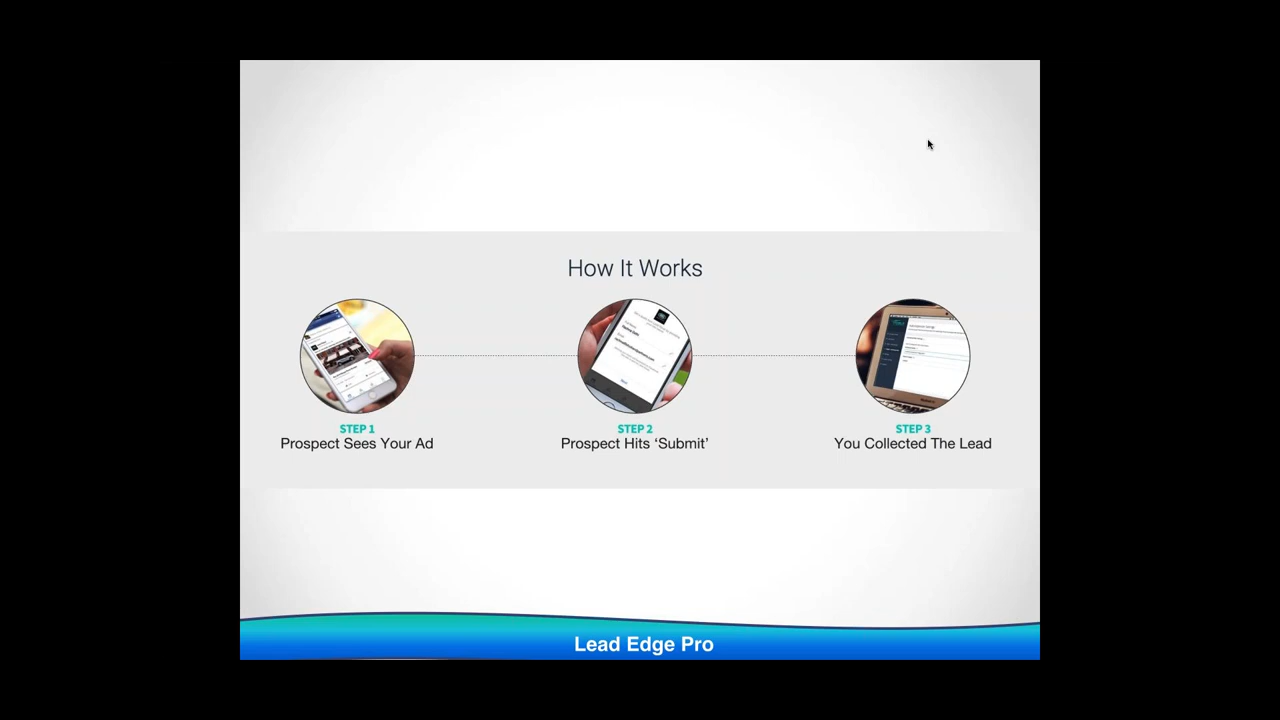 How It Works
STEP 1
Prospect Sees Your Ad
STEP 2
Prospect Hits ‘Submit’
STEP 3
You Collected The Lead
Lead Edge Pro